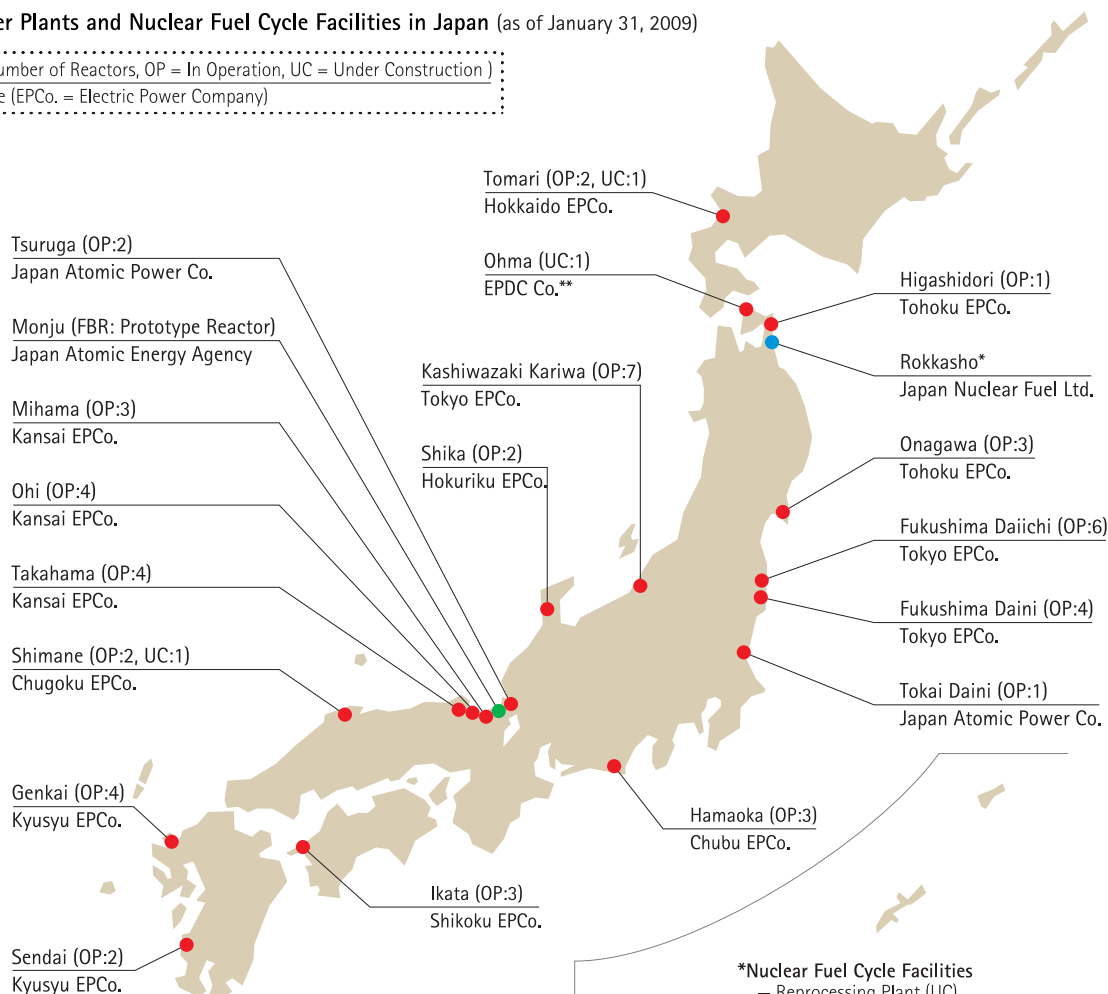 er Plants and Nuclear Fuel Cycle Facilities in Japan (as of January 31, 2009)
umber of Reactors, OP = In Operation, UC = Under Construction )
e (EPCo. = Electric Power Company)
Tomari (OP:2, UC:1)
Hokkaido EPCo.
Tsuruga (OP:2)
Japan Atomic Power Co.
Ohma (UC:1)
EPDC Co.**
Higashidori (OP:1)
Tohoku EPCo.
Monju (FBR: Prototype Reactor)
Japan Atomic Energy Agency
Rokkasho*
Japan Nuclear Fuel Ltd.
Kashiwazaki Kariwa (OP:7)
Tokyo EPCo.
Mihama (OP:3)
Kansai EPCo.
Shika (OP:2)
Hokuriku EPCo.
Onagawa (OP:3)
Tohoku EPCo.
Ohi (OP:4)
Kansai EPCo.
Fukushima Daiichi (OP:6)
Tokyo EPCo.
Takahama (OP:4)
Kansai EPCo.
Fukushima Daini (OP:4)
Tokyo EPCo.
Shimane (OP:2, UC:1)
Chugoku EPCo.
Tokai Daini (OP:1)
Japan Atomic Power Co.
Genkai (OP:4)
Kyusyu EPCo.
Hamaoka (OP:3)
Chubu EPCo.
Ikata (OP:3)
Shikoku EPCo.
Sendai (OP:2)
Kyusyu EPCo.
*Nuclear Fuel Cycle Facilities
– Reprocessing Plant (UC)